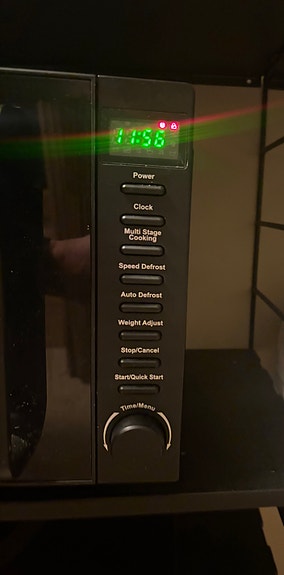 11:56
Power
Clock
Multi Stage
Cooking
Speed Defrost
Auto Defrost
Weight Adjust
Stop/Cancel
Start/Quick Start
Time/Menu